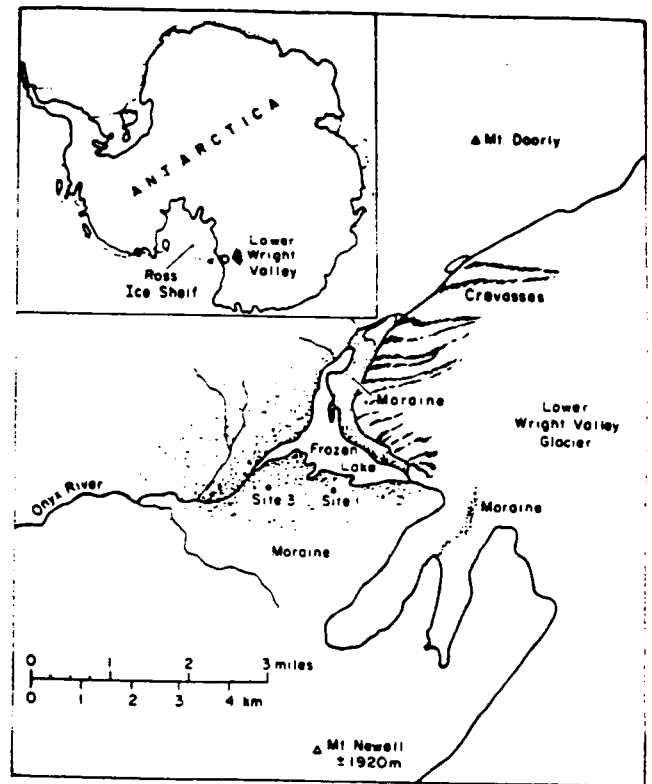 ANTARCTICA
Lower
Wright
Valley
Ross
Ice Shelf
Mt Doorly
Crevasses
Moraine
Lower
Wright Valley
Glacier
Frozen
Lake
Onyx River
Site 3
Site 1
Moraine
Moraine
0 1 2 3 miles
0 1 2 3 4 km
Mt Newall
±1920m